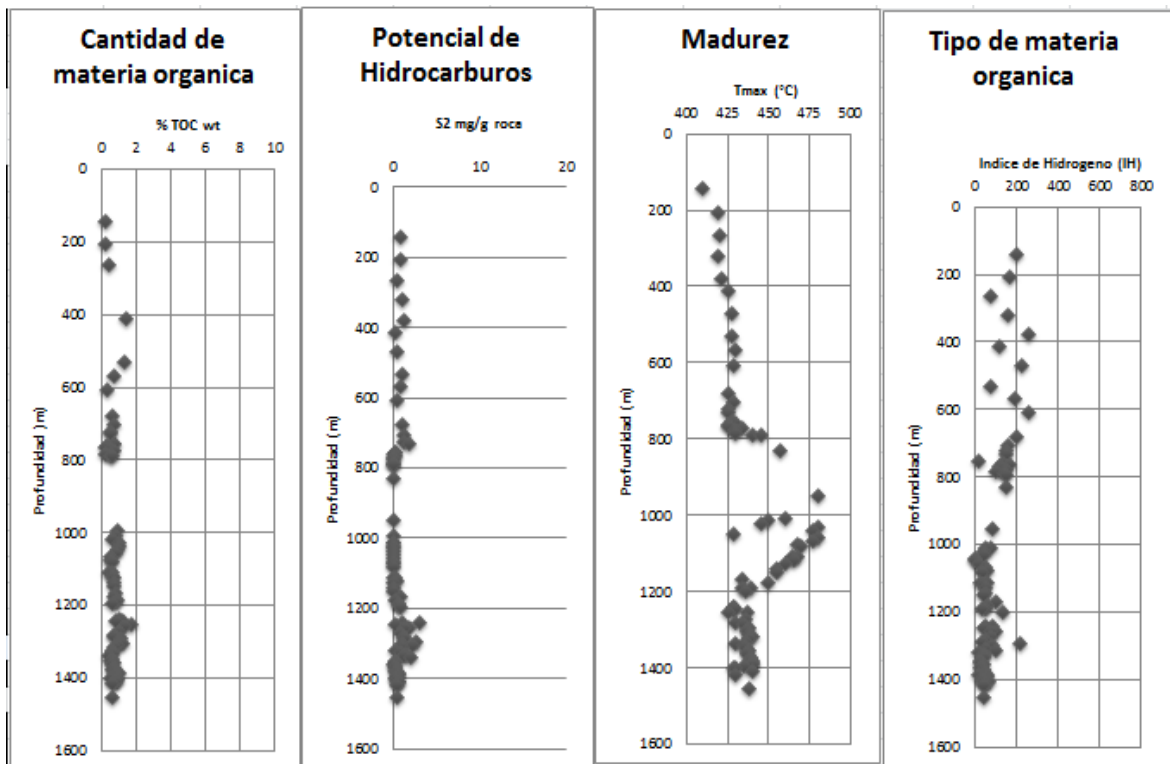 Cantidad de
materia organica
% TOC wt
0 2 4 6 8 10
0
200
400
600
800
1000
1200
1400
1600
Profundidad (m)
Potencial de
Hidrocarburos
S2 mg/g roca
0 10 20
0
200
400
600
800
1000
1200
1400
1600
Profundidad (m)
Madurez
Tmax (°C)
400 425 450 475 500
0
200
400
600
800
1000
1200
1400
1600
Profundidad (m)
Tipo de materia
organica
Indice de Hidrogeno (IH)
0 200 400 600 800
0
200
400
600
800
1000
1200
1400
1600
Profundidad (m)